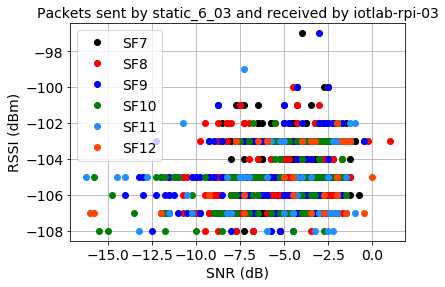 Packets sent by static_6_03 and received by iotlab-rpi-03
SF7
SF8
SF9
SF10
SF11
SF12
RSSI (dBm)
−98
−100
−102
−104
−106
−108
−15.0 −12.5 −10.0 −7.5 −5.0 −2.5 0.0
SNR (dB)